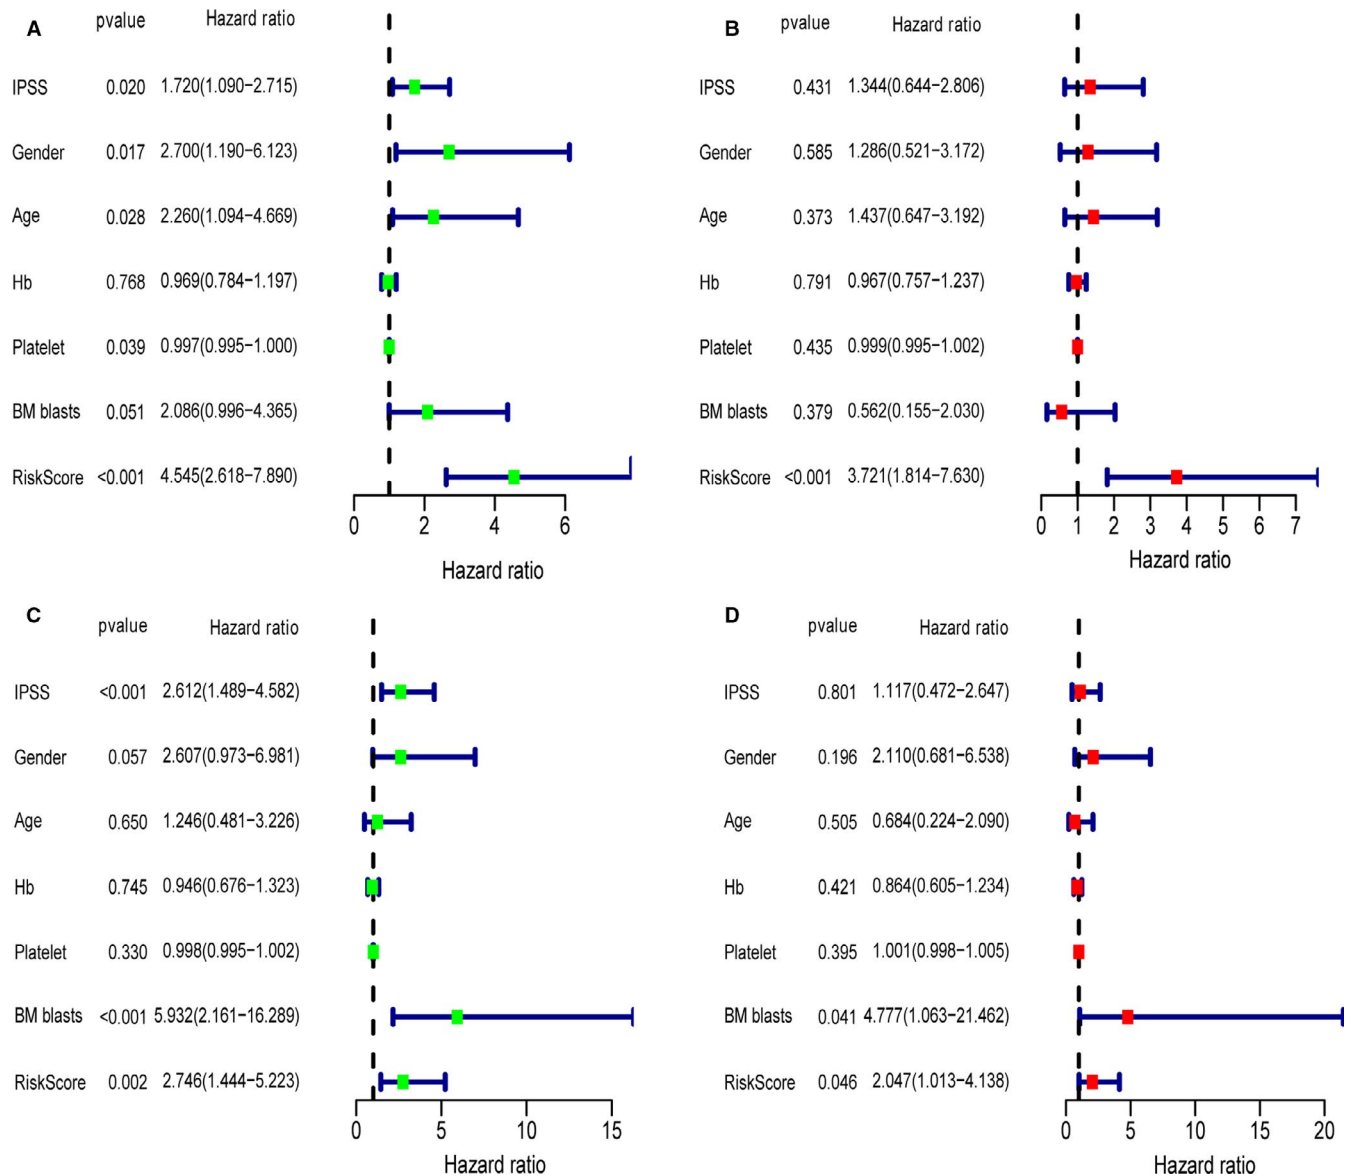 A pvalue Hazard ratio
IPSS 0.020 1.720(1.090−2.715)
Gender 0.017 2.700(1.190−6.123)
Age 0.028 2.260(1.094−4.669)
Hb 0.768 0.969(0.784−1.197)
Platelet 0.039 0.997(0.995−1.000)
BM blasts 0.051 2.086(0.996−4.365)
RiskScore <0.001 4.545(2.618−7.890)
0 2 4 6
Hazard ratio
B pvalue Hazard ratio
IPSS 0.431 1.344(0.644−2.806)
Gender 0.585 1.286(0.521−3.172)
Age 0.373 1.437(0.647−3.192)
Hb 0.791 0.967(0.757−1.237)
Platelet 0.435 0.999(0.995−1.002)
BM blasts 0.379 0.562(0.155−2.030)
RiskScore <0.001 3.721(1.814−7.630)
0 1 2 3 4 5 6 7
Hazard ratio
C pvalue Hazard ratio
IPSS <0.001 2.612(1.489−4.582)
Gender 0.057 2.607(0.973−6.981)
Age 0.650 1.246(0.481−3.226)
Hb 0.745 0.946(0.676−1.323)
Platelet 0.330 0.998(0.995−1.002)
BM blasts <0.001 5.932(2.161−16.289)
RiskScore 0.002 2.746(1.444−5.223)
0 5 10 15
Hazard ratio
D pvalue Hazard ratio
IPSS 0.801 1.117(0.472−2.647)
Gender 0.196 2.110(0.681−6.538)
Age 0.505 0.684(0.224−2.090)
Hb 0.421 0.864(0.605−1.234)
Platelet 0.395 1.001(0.998−1.005)
BM blasts 0.041 4.777(1.063−21.462)
RiskScore 0.046 2.047(1.013−4.138)
0 5 10 15 20
Hazard ratio